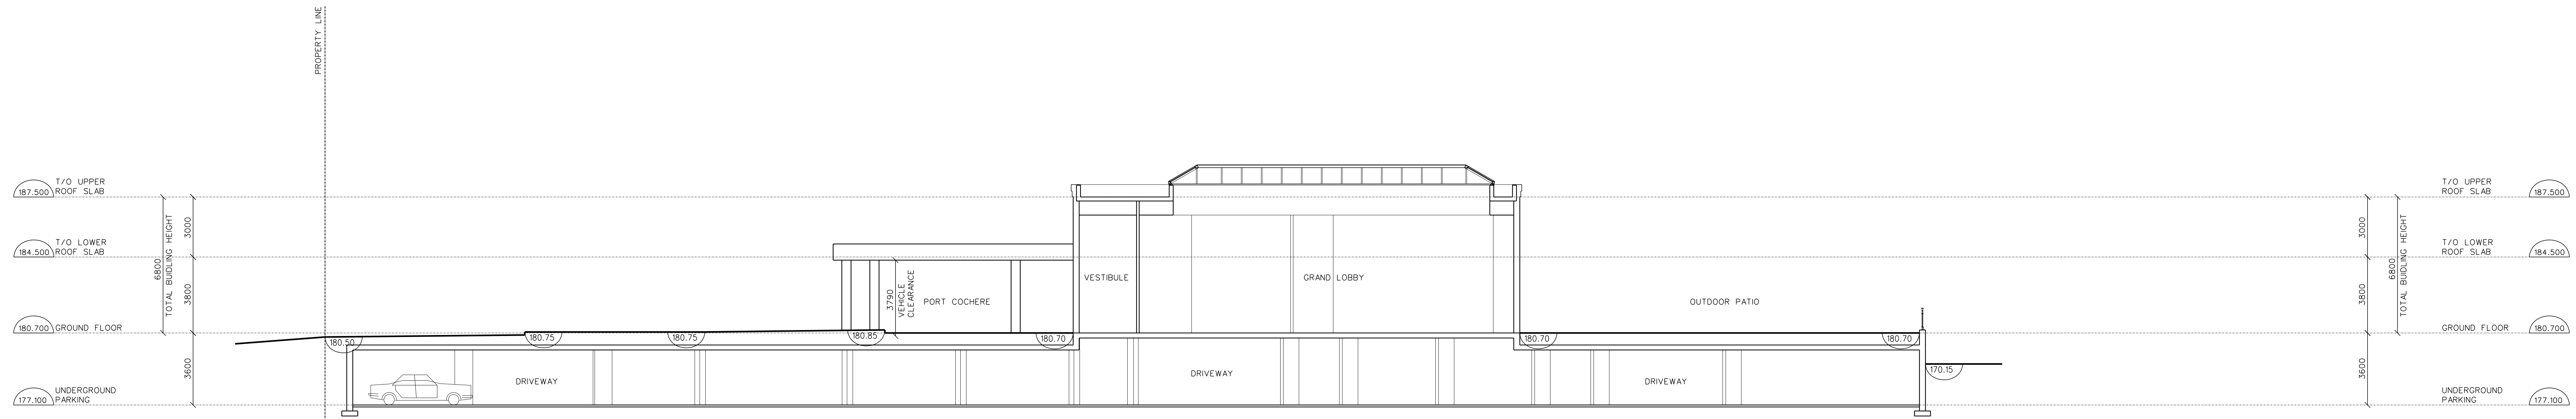 PROPERTY LINE
187.500
T/O UPPER
ROOF SLAB
184.500
T/O LOWER
ROOF SLAB
180.700
GROUND FLOOR
177.100
UNDERGROUND
PARKING
6800
TOTAL BUIDLING HEIGHT
3000
3800
3600
180.50
180.75
180.75
180.85
180.70
180.70
180.70
170.15
3790
VEHICLE
CLEARANCE
PORT COCHERE
VESTIBULE
GRAND LOBBY
OUTDOOR PATIO
DRIVEWAY
DRIVEWAY
DRIVEWAY
3000
3800
3600
6800
TOTAL BUIDLING HEIGHT
T/O UPPER
ROOF SLAB
187.500
T/O LOWER
ROOF SLAB
184.500
GROUND FLOOR
180.700
UNDERGROUND
PARKING
177.100